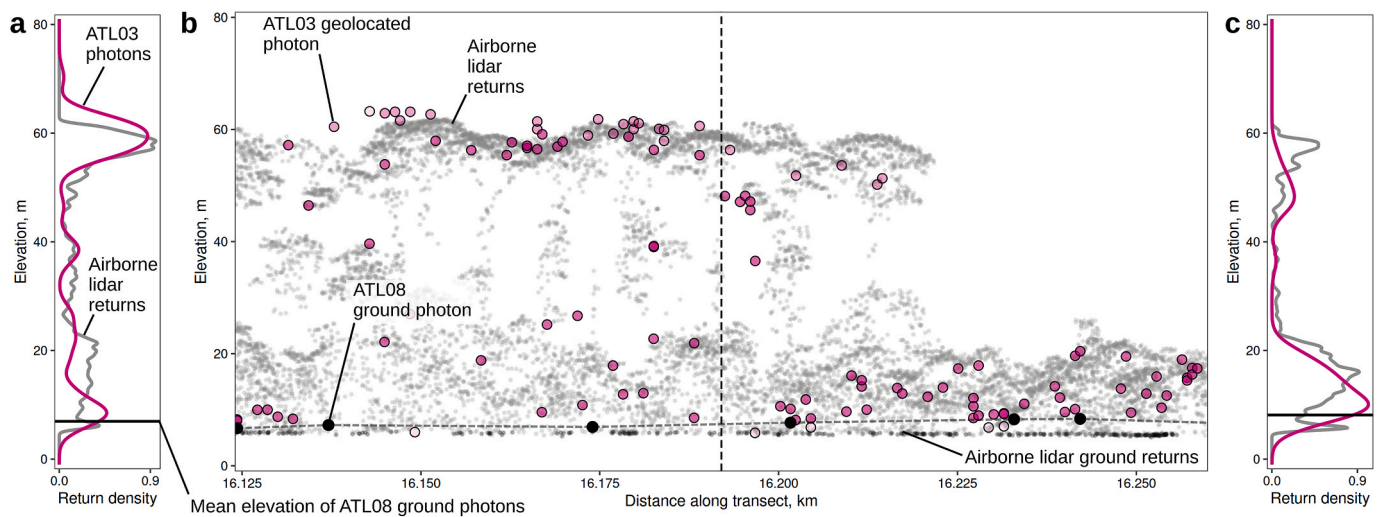 a
80
60
40
20
0
Elevation, m
ATL03
photons
Airborne
lidar
returns
0.0
0.9
Return density
Mean elevation of ATL08 ground photons
b
80
60
40
20
0
Elevation, m
ATL03 geolocated
photon
Airborne
lidar
returns
ATL08
ground photon
Airborne lidar ground returns
16.125
16.150
16.175
16.200
16.225
16.250
Distance along transect, km
c
80
60
40
20
0
Elevation, m
0.0
0.9
Return density